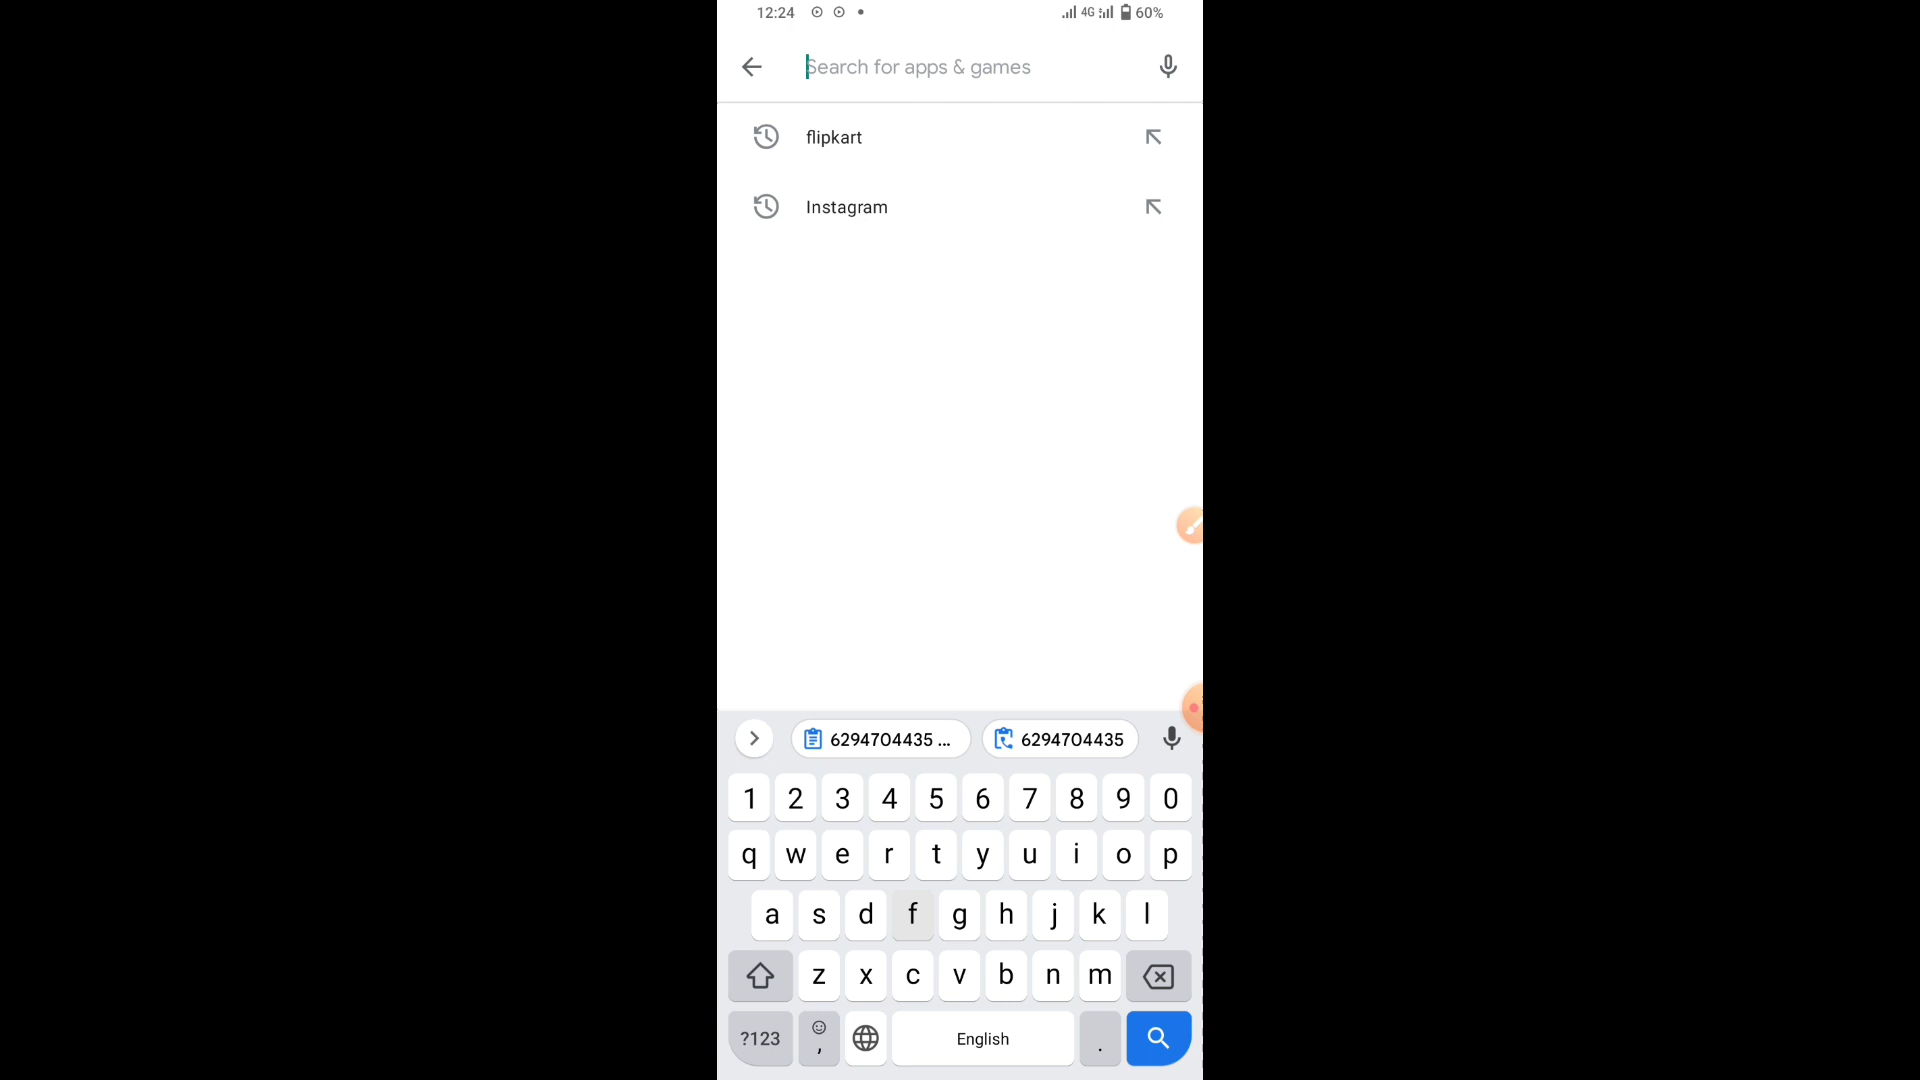 12:24 4G 60%
Search for apps & games
flipkart
Instagram
6294704435 ... 6294704435
1 2 3 4 5 6 7 8 9 0
q w e r t y u i o p
a s d f g h j k l
z x c v b n m
?123 , English .